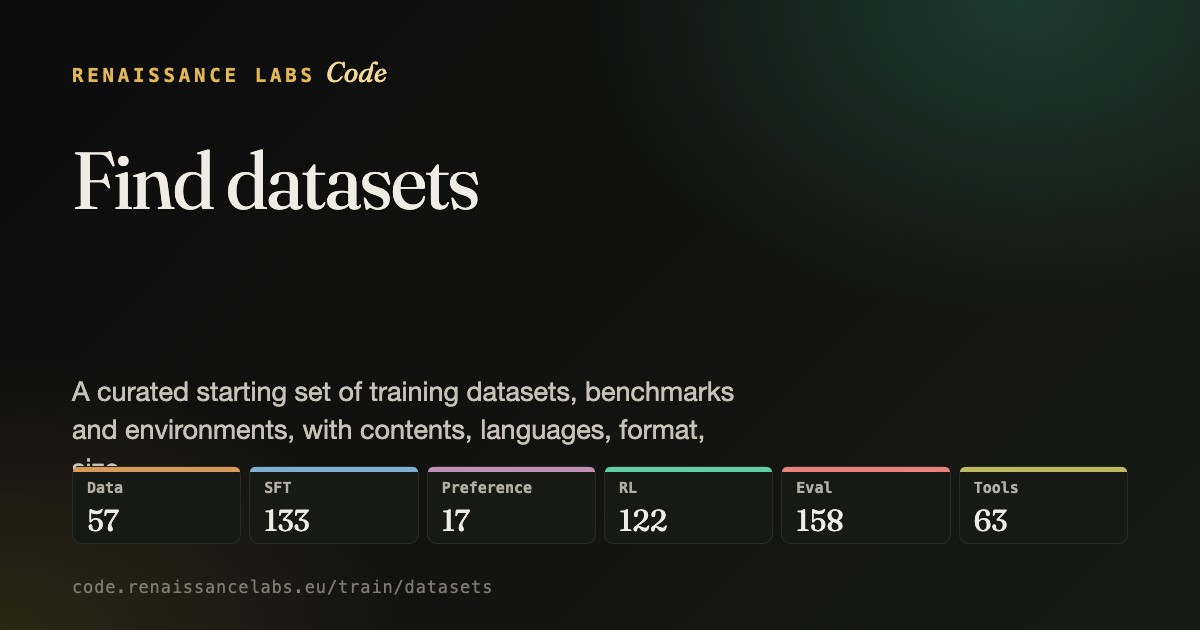 RENAISSANCE LABS Code
Find datasets
A curated starting set of training datasets, benchmarks
and environments, with contents, languages, format,
Data
57
SFT
133
Preference
17
RL
122
Eval
158
Tools
63
code.renaissancelabs.eu/train/datasets